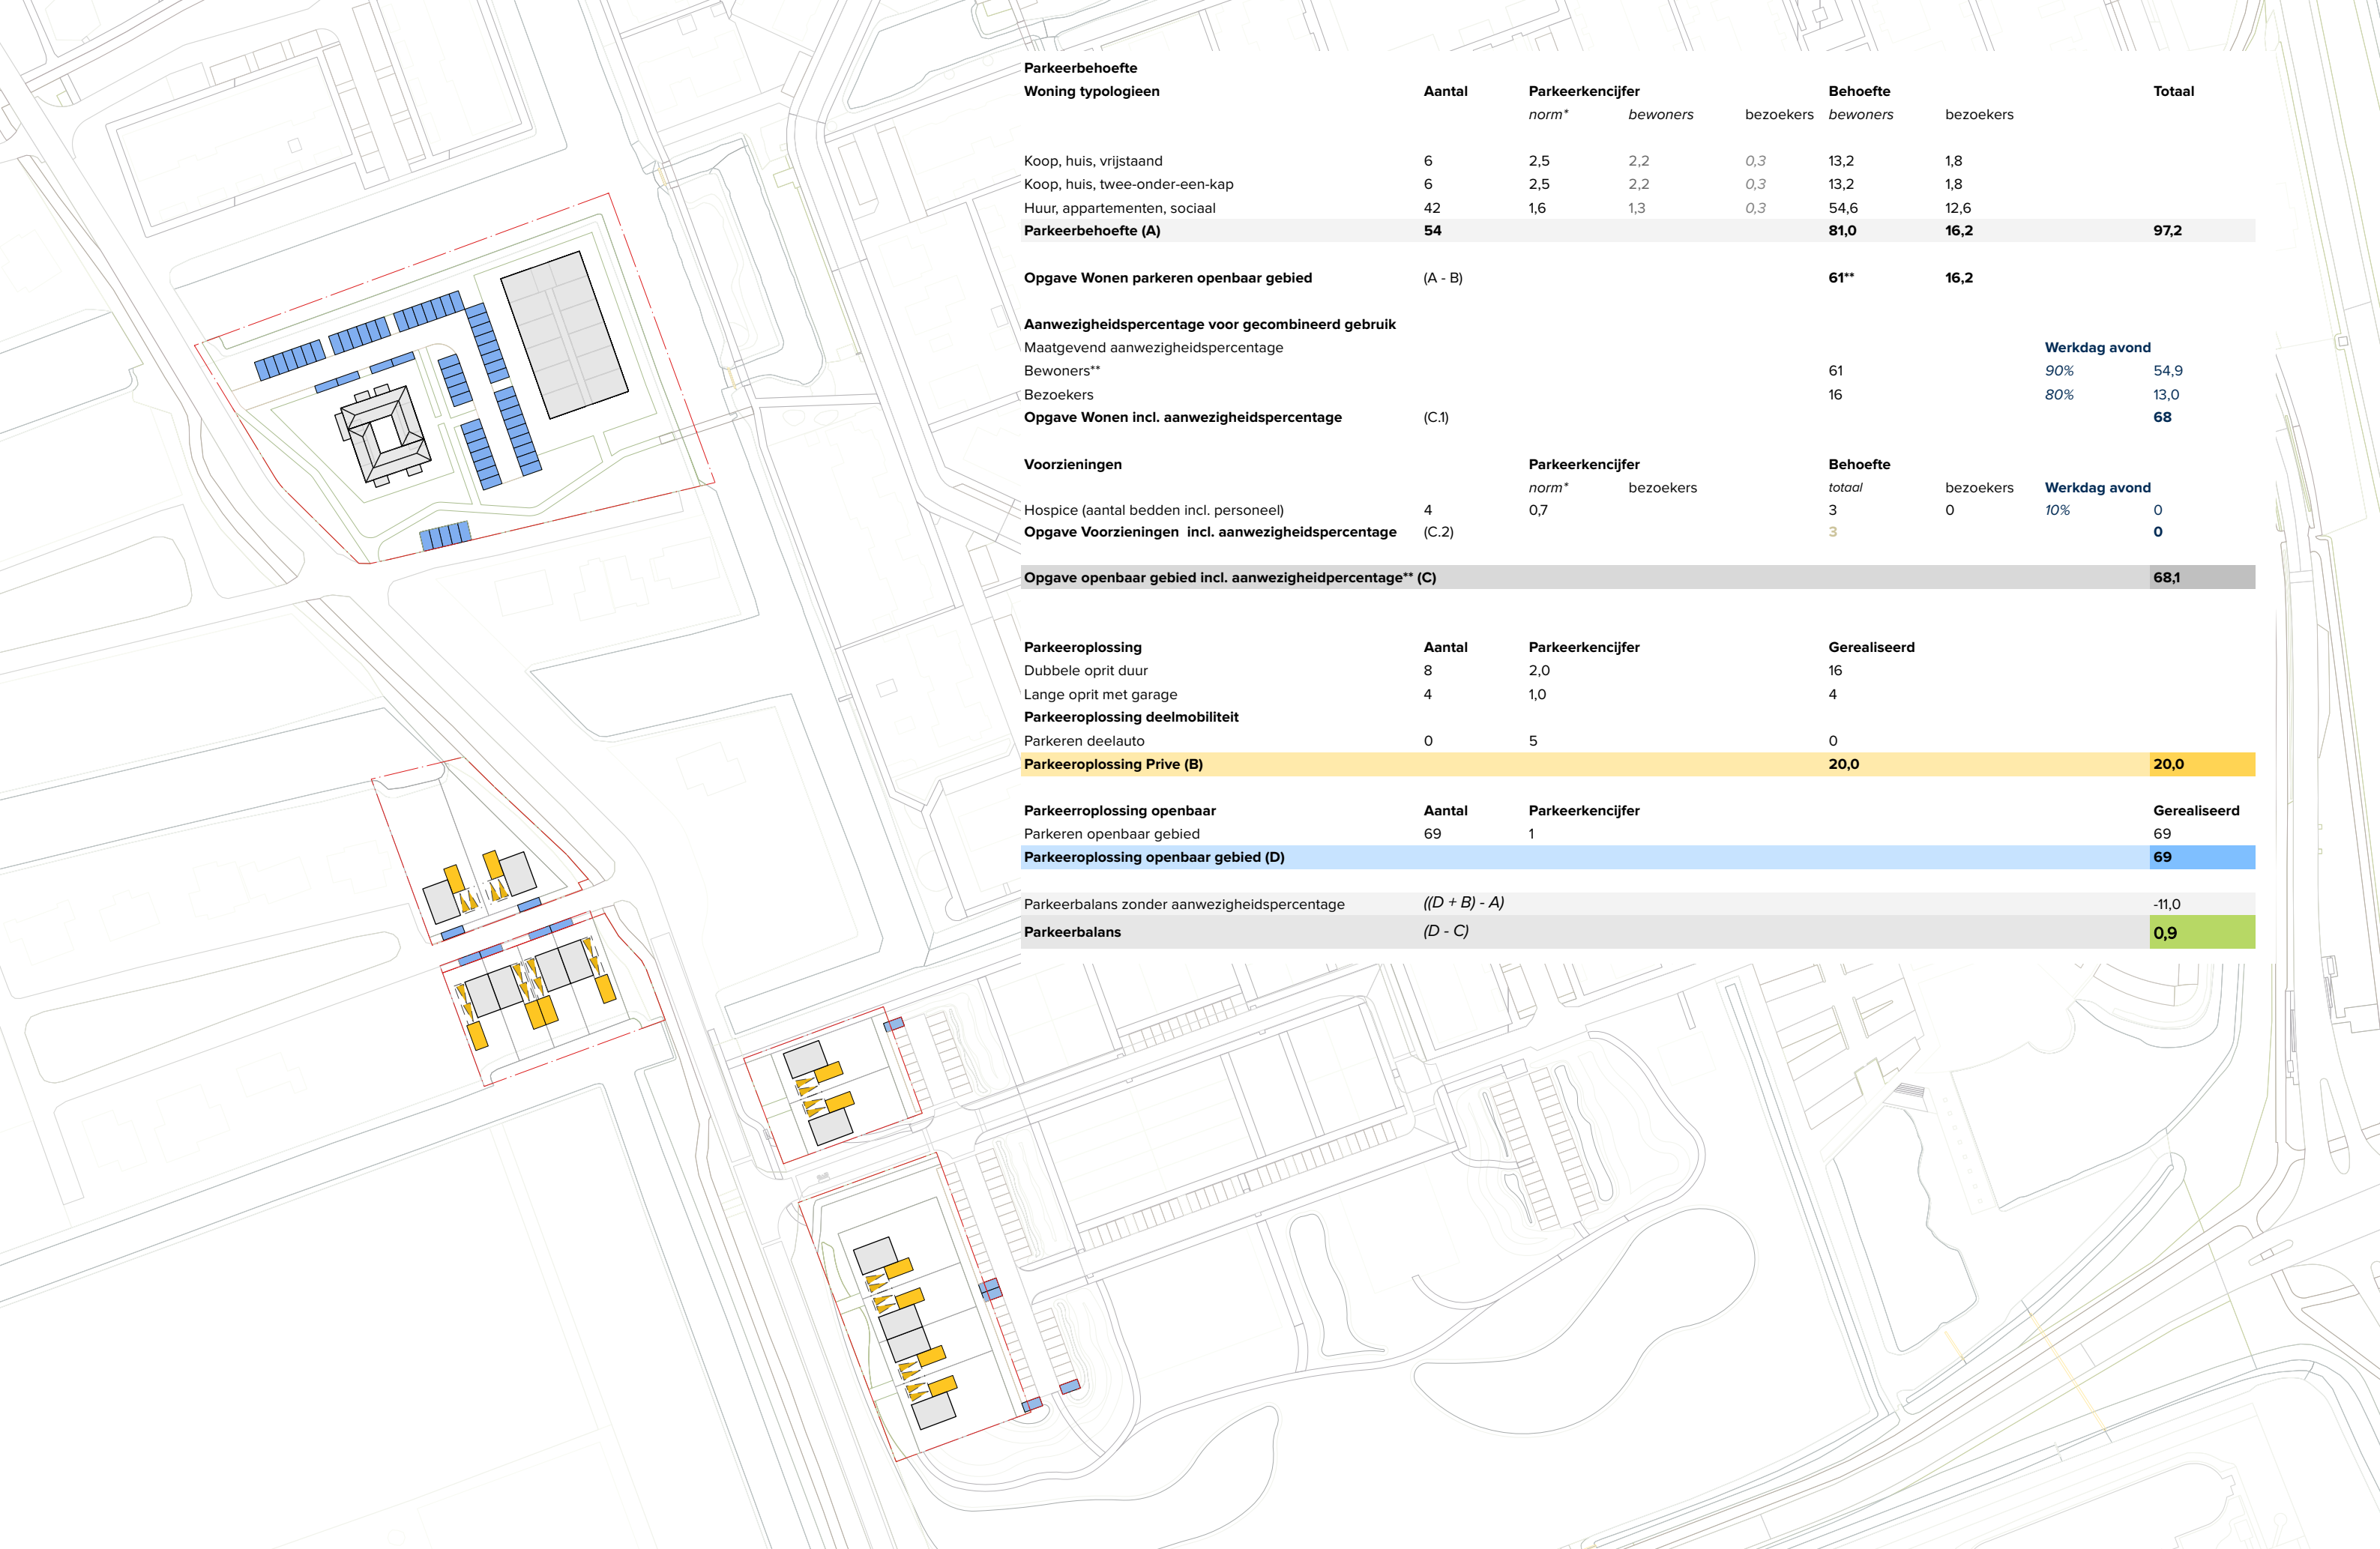 Parkeerbehoefte
Woning typologieen Aantal Parkeerkencijfer Behoefte Totaal
norm* bewoners bezoekers bewoners bezoekers
Koop, huis, vrijstaand 6 2,5 2,2 0,3 13,2 1,8
Koop, huis, twee-onder-een-kap 6 2,5 2,2 0,3 13,2 1,8
Huur, appartementen, sociaal 42 1,6 1,3 0,3 54,6 12,6
Parkeerbehoefte (A) 54 81,0 16,2 97,2
Opgave Wonen parkeren openbaar gebied (A - B) 61** 16,2
Aanwezigheidspercentage voor gecombineerd gebruik
Maatgevend aanwezigheidspercentage Werkdag avond
Bewoners** 61 90% 54,9
Bezoekers 16 80% 13,0
Opgave Wonen incl. aanwezigheidspercentage (C.1) 68
Voorzieningen Parkeerkencijfer Behoefte
norm* bezoekers totaal bezoekers Werkdag avond
Hospice (aantal bedden incl. personeel) 4 0,7 3 0 10% 0
Opgave Voorzieningen incl. aanwezigheidspercentage (C.2) 3 0
Opgave openbaar gebied incl. aanwezigheidpercentage** (C) 68,1
Parkeeroplossing Aantal Parkeerkencijfer Gerealiseerd
Dubbele oprit duur 8 2,0 16
Lange oprit met garage 4 1,0 4
Parkeeroplossing deelmobiliteit
Parkeren deelauto 0 5 0
Parkeeroplossing Prive (B) 20,0 20,0
Parkeerroplossing openbaar Aantal Parkeerkencijfer Gerealiseerd
Parkeren openbaar gebied 69 1 69
Parkeeroplossing openbaar gebied (D) 69
Parkeerbalans zonder aanwezigheidspercentage ((D + B) - A) -11,0
Parkeerbalans (D - C) 0,9